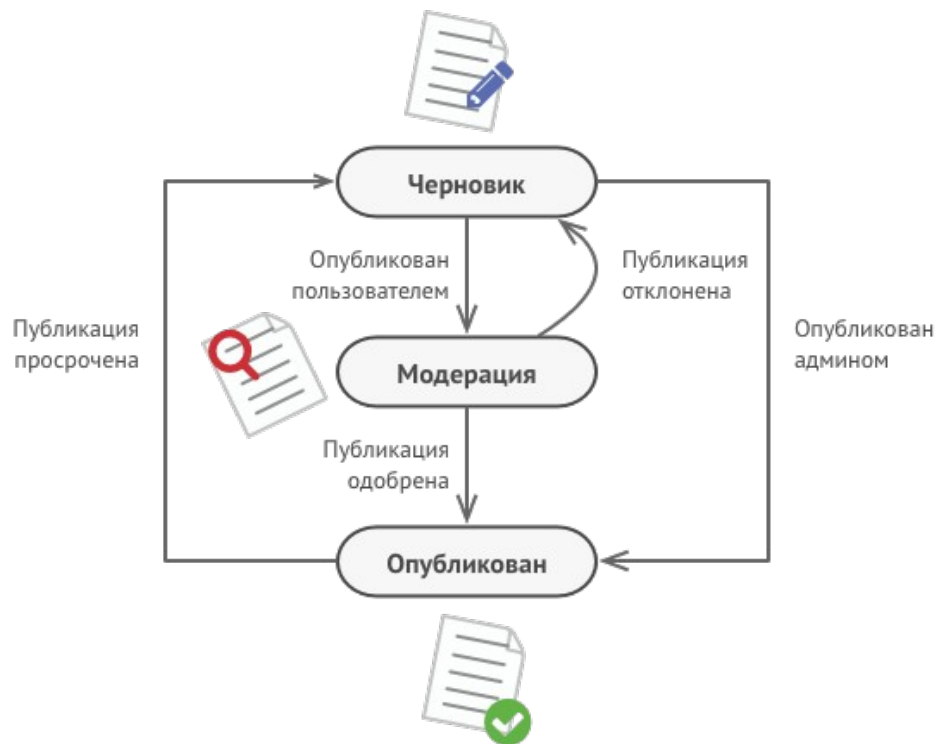 Черновик
Опубликован
пользователем
Публикация
отклонена
Публикация
просрочена
Опубликован
админом
Модерация
Публикация
одобрена
Опубликован